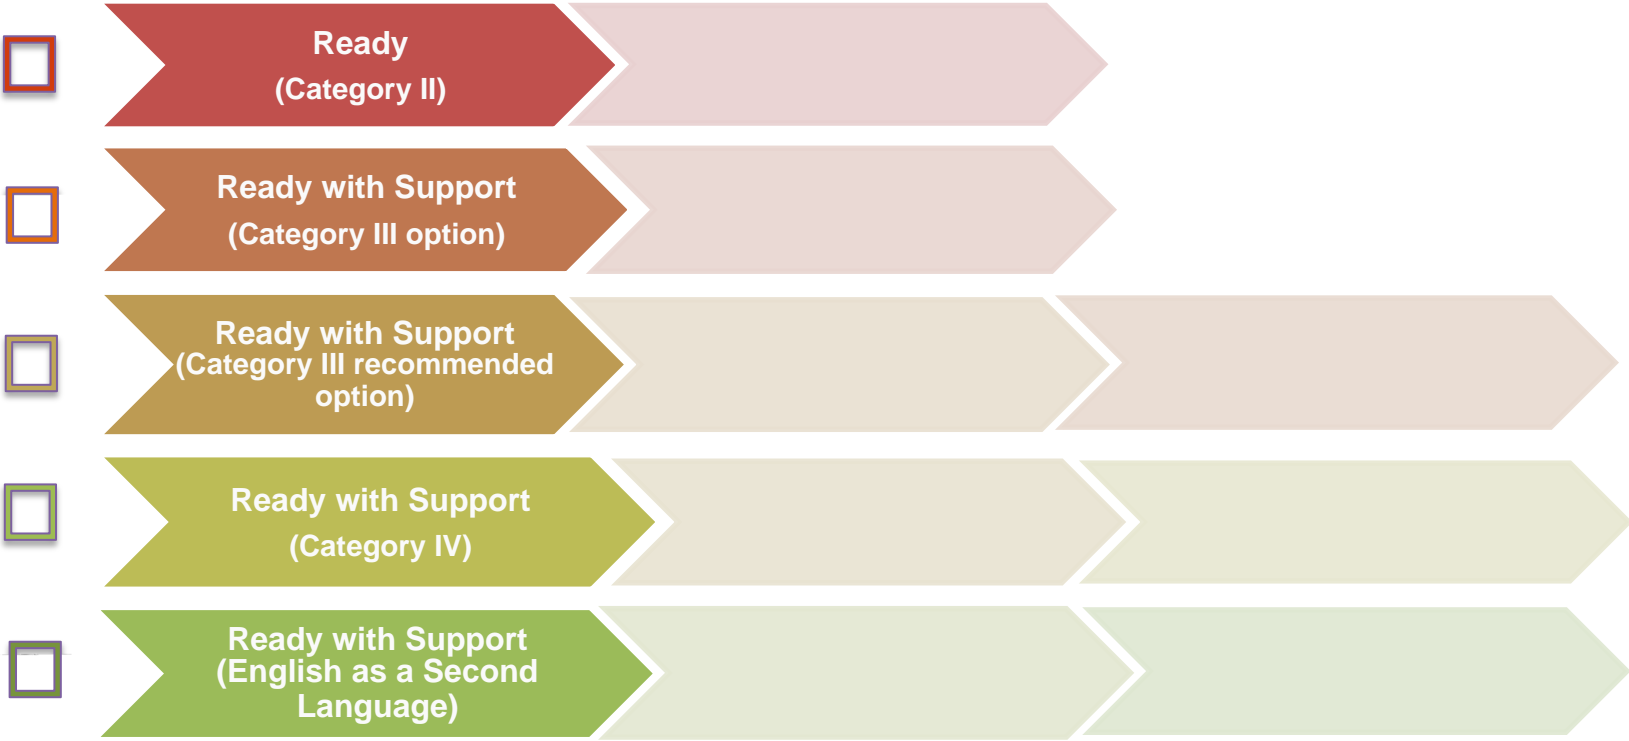 Ready
(Category II)
Ready with Support
(Category III option)
Ready with Support
(Category III recommended
option)
Ready with Support
(Category IV)
Ready with Support
(English as a Second
Language)